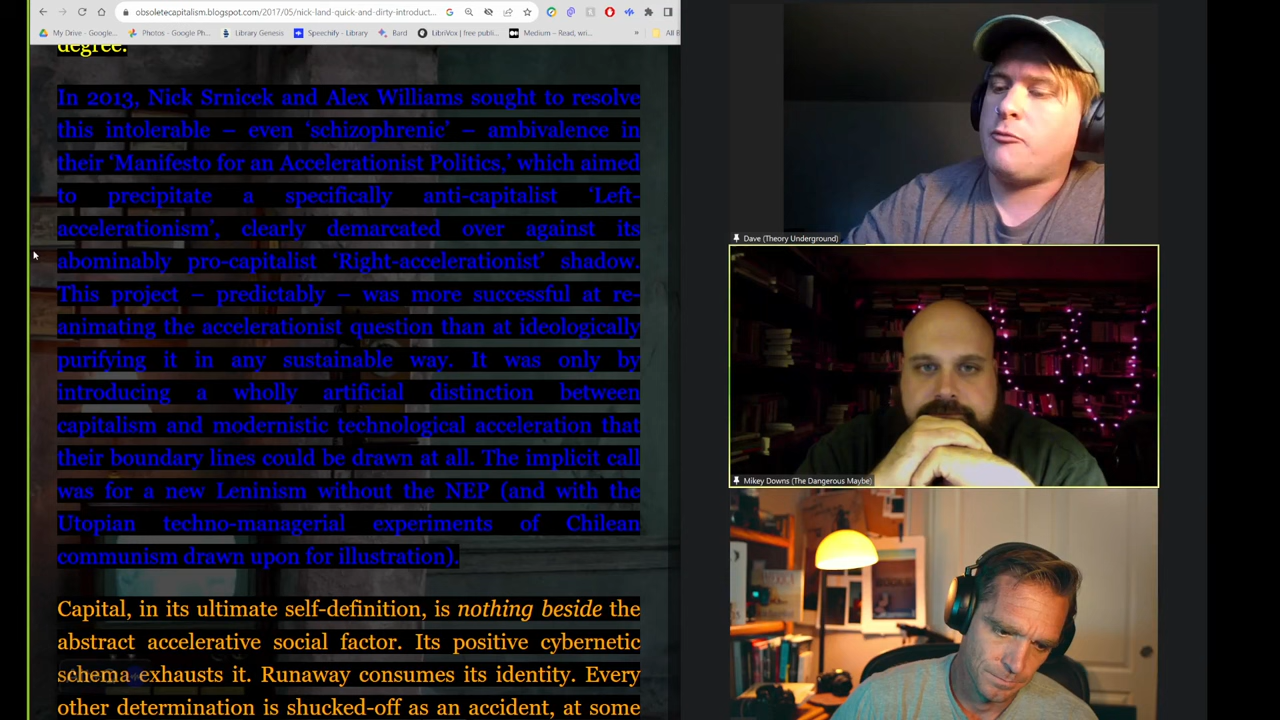 obsoletecapitalism.blogspot.com/2017/05/nick-land-quick-and-dirty-introduct...
My Drive - Google...
Photos - Google Ph...
Library Genesis
Speechify - Library
Bard
LibriVox | free publi...
Medium – Read, wri...
»
All B
degree.
In 2013, Nick Srnicek and Alex Williams sought to resolve
this intolerable – even ‘schizophrenic’ – ambivalence in
their ‘Manifesto for an Accelerationist Politics,’ which aimed
to precipitate a specifically anti-capitalist ‘Left-
accelerationism’, clearly demarcated over against its
abominably pro-capitalist ‘Right-accelerationist’ shadow.
This project – predictably – was more successful at re-
animating the accelerationist question than at ideologically
purifying it in any sustainable way. It was only by
introducing a wholly artificial distinction between
capitalism and modernistic technological acceleration that
their boundary lines could be drawn at all. The implicit call
was for a new Leninism without the NEP (and with the
Utopian techno-managerial experiments of Chilean
communism drawn upon for illustration).
Capital, in its ultimate self-definition, is nothing beside the
abstract accelerative social factor. Its positive cybernetic
schema exhausts it. Runaway consumes its identity. Every
other determination is shucked-off as an accident, at some
Dave (Theory Underground)
Mikey Downs (The Dangerous Maybe)